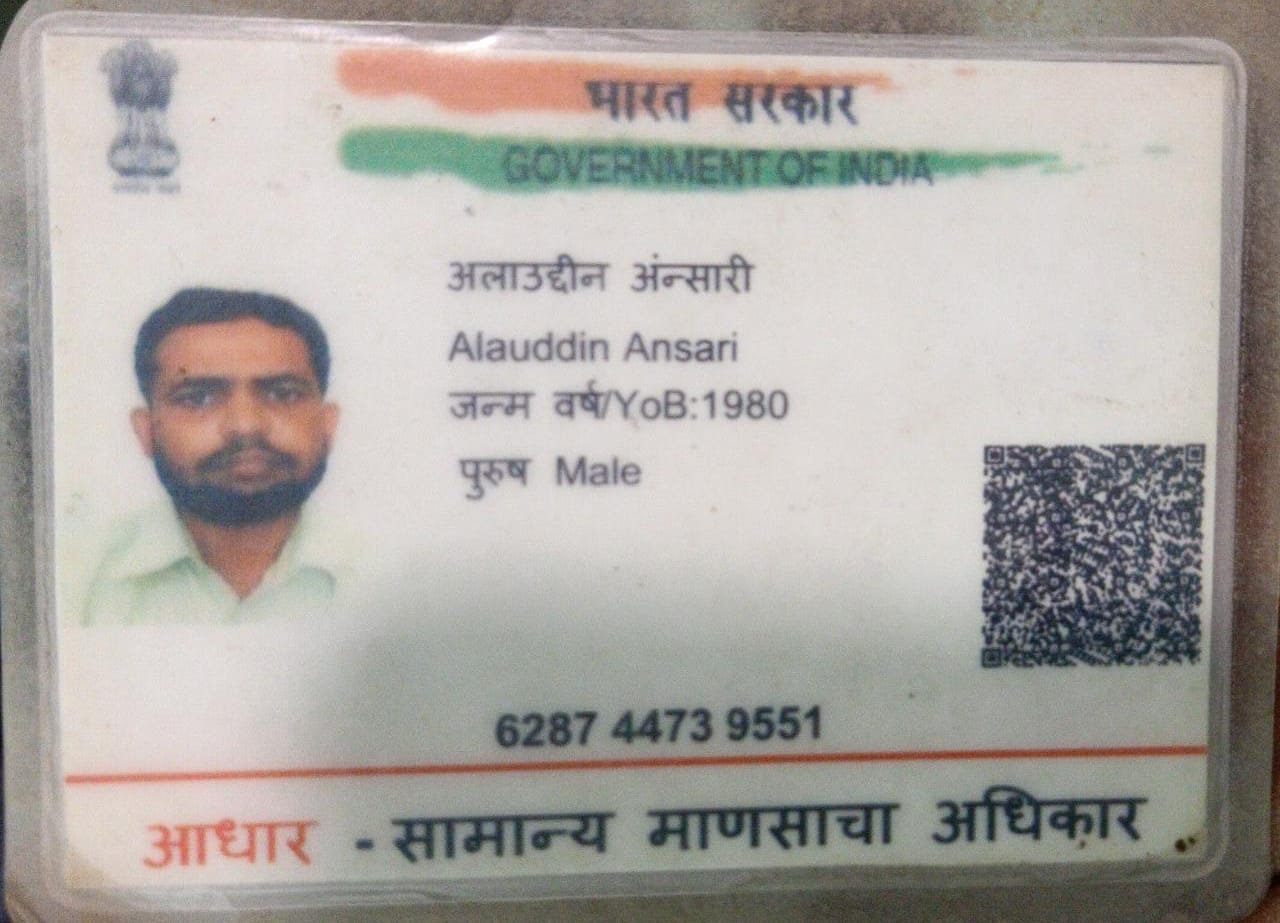 भारत सरकार
GOVERNMENT OF INDIA
अलाउद्दीन अंन्सारी
Alauddin Ansari
जन्म वर्ष/YoB:1980
पुरुष Male
6287 4473 9551
आधार - सामान्य माणसाचा अधिकार